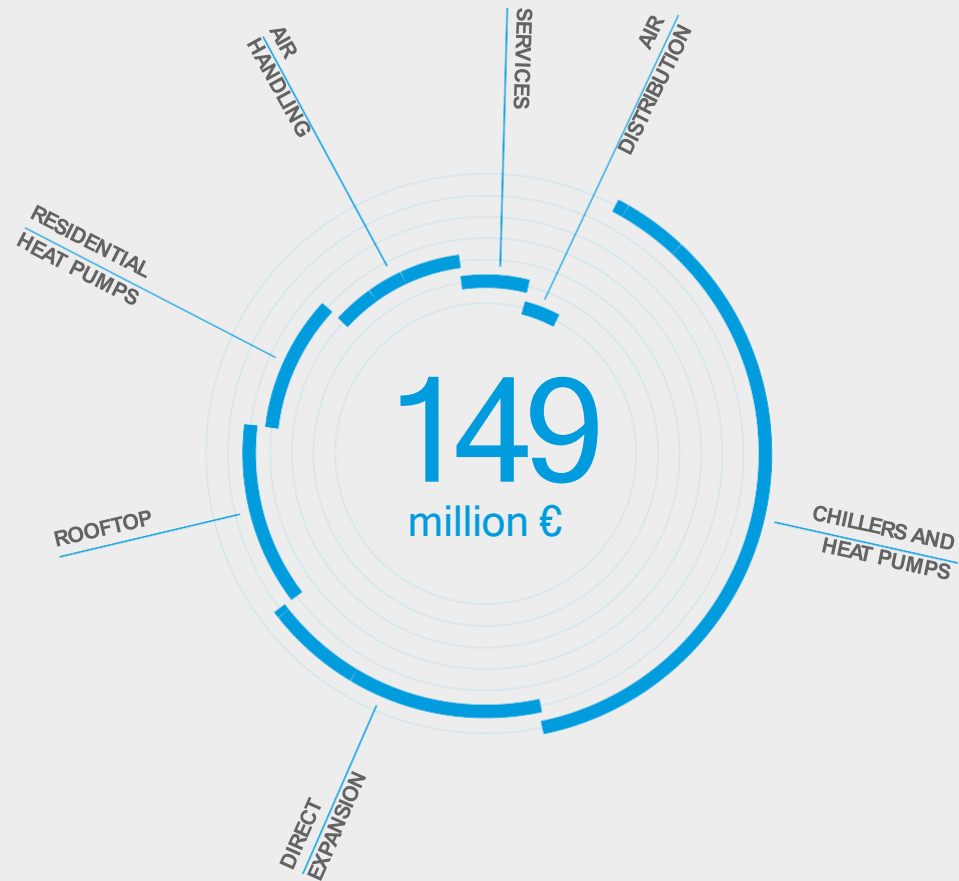 AIR
HANDLING
SERVICES
AIR
DISTRIBUTION
RESIDENTIAL
HEAT PUMPS
149
million €
ROOFTOP
CHILLERS AND
HEAT PUMPS
DIRECT
EXPANSION